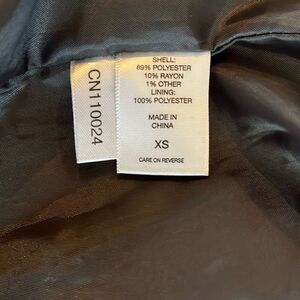 CN110024
SHELL:
89% POLYESTER
10% RAYON
1% OTHER
LINING:
100% POLYESTER
MADE IN
CHINA
XS
CARE ON REVERSE